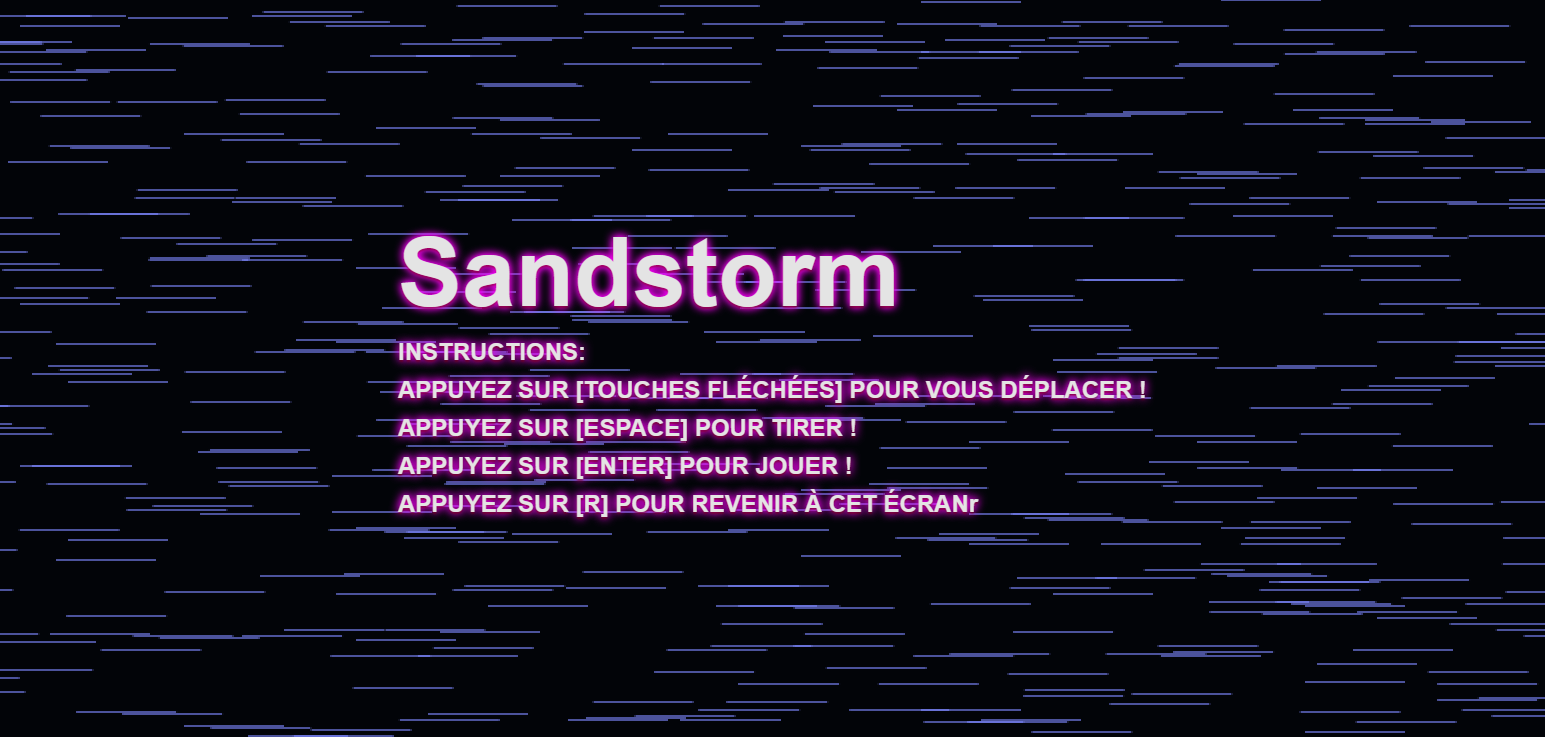 Sandstorm
INSTRUCTIONS:
APPUYEZ SUR [TOUCHES FLÉCHÉES] POUR VOUS DÉPLACER !
APPUYEZ SUR [ESPACE] POUR TIRER !
APPUYEZ SUR [ENTER] POUR JOUER !
APPUYEZ SUR [R] POUR REVENIR À CET ÉCRANr